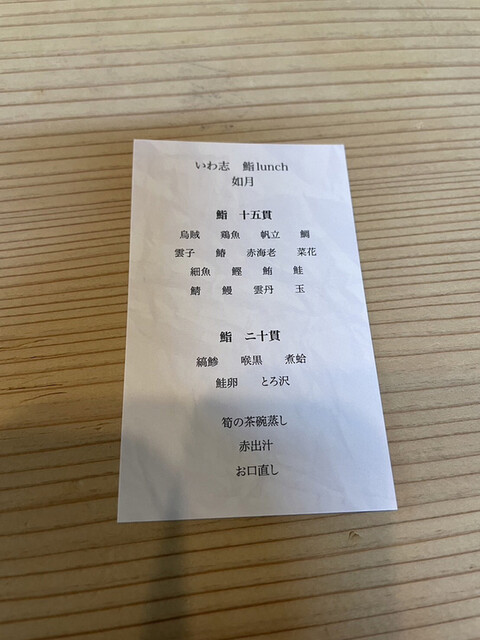 いわ志 鮨lunch
如月
鮨 十五貫
烏賊 鶏魚 帆立 鯛
雲子 鰆 赤海老 菜花
細魚 鰹 鮪 鮭
鯖 鰻 雲丹 玉
鮨 二十貫
縞鯵 喉黒 煮蛤
鮭卵 とろ沢
筍の茶碗蒸し
赤出汁
お口直し